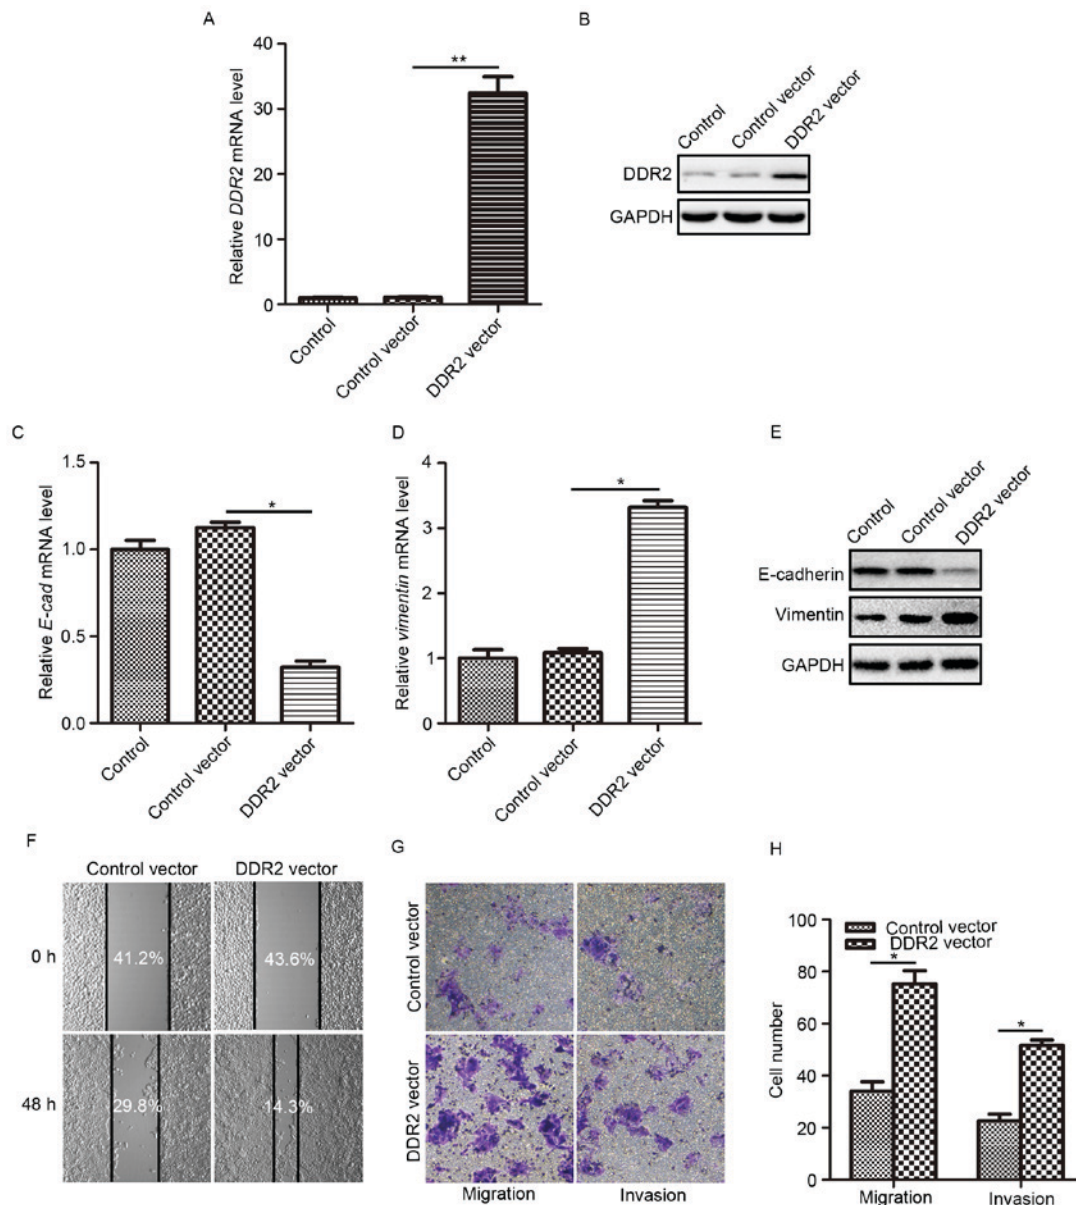 A
Relative DDR2 mRNA level
40
30
20
10
0
**
Control
Control vector
DDR2 vector
B
Control
Control vector
DDR2 vector
DDR2
GAPDH
C
Relative E-cad mRNA level
1.5
1.0
0.5
0.0
*
Control
Control vector
DDR2 vector
D
Relative vimentin mRNA level
4
3
2
1
0
*
Control
Control vector
DDR2 vector
E
Control
Control vector
DDR2 vector
E-cadherin
Vimentin
GAPDH
F
Control vector
DDR2 vector
0 h
41.2%
43.6%
48 h
29.8%
14.3%
G
Control vector
DDR2 vector
Migration
Invasion
H
Cell number
100
80
60
40
20
0
Control vector
DDR2 vector
*
*
Migration
Invasion